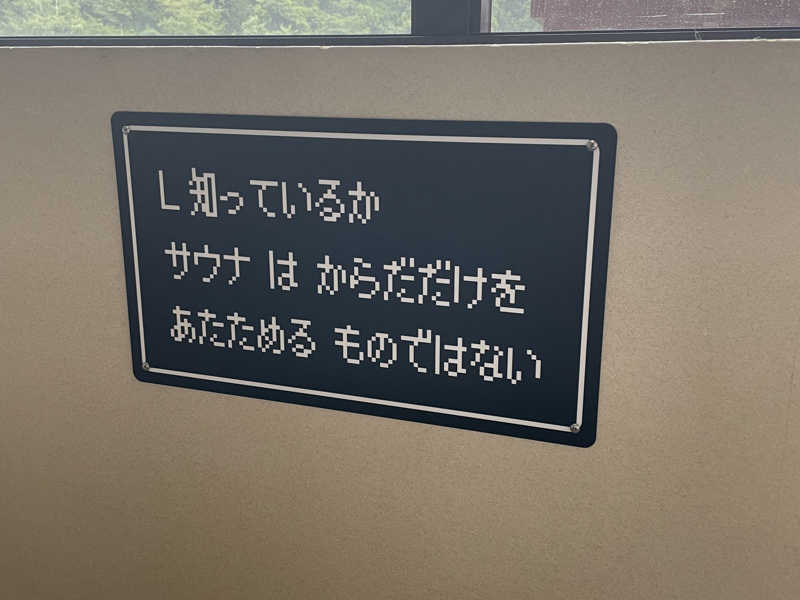 L 知っているか
サウナ は からだだけを
あたためる ものではない